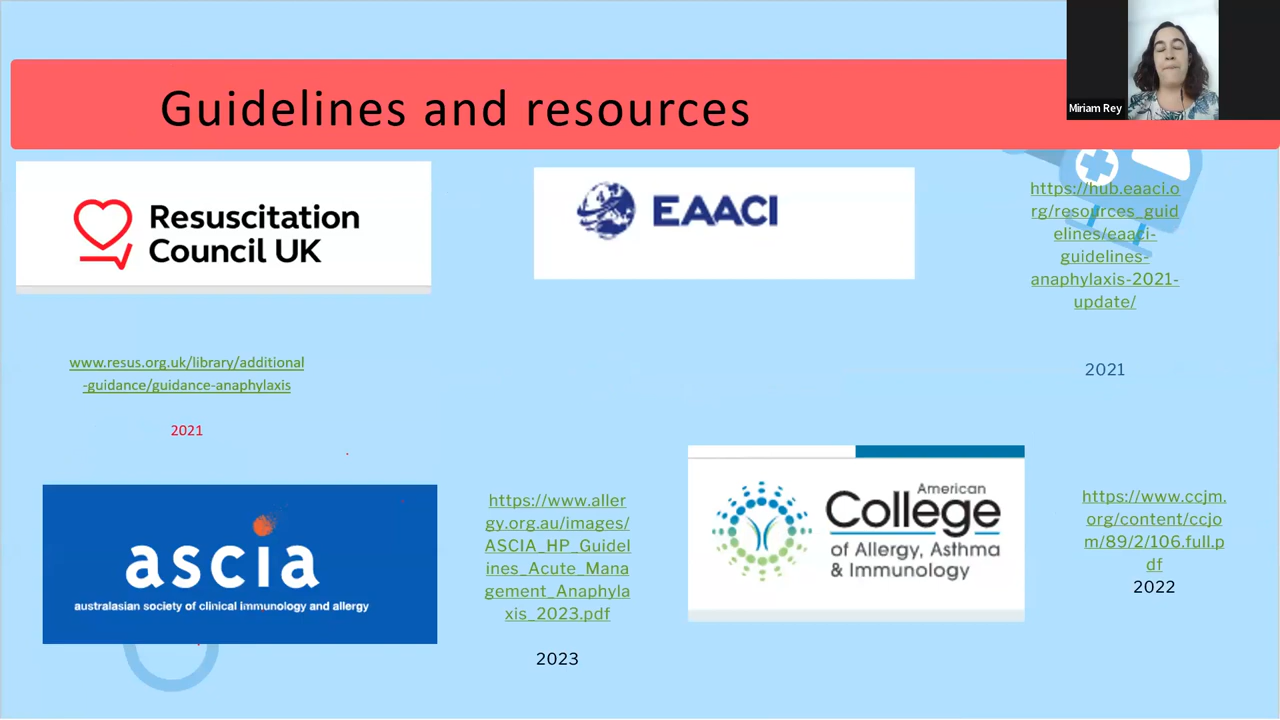 Guidelines and resources
Miriam Rey
Resuscitation
Council UK
www.resus.org.uk/library/additional
-guidance/guidance-anaphylaxis
2021
EAACI
https://hub.eaaci.o
rg/resources_guid
elines/eaaci-
guidelines-
anaphylaxis-2021-
update/
2021
ascia
australasian society of clinical immunology and allergy
https://www.aller
gy.org.au/images/
ASCIA_HP_Guidel
ines_Acute_Mana
gement_Anaphyla
xis_2023.pdf
2023
American
College
of Allergy, Asthma
& Immunology
https://www.ccjm.
org/content/ccjo
m/89/2/106.full.p
df
2022